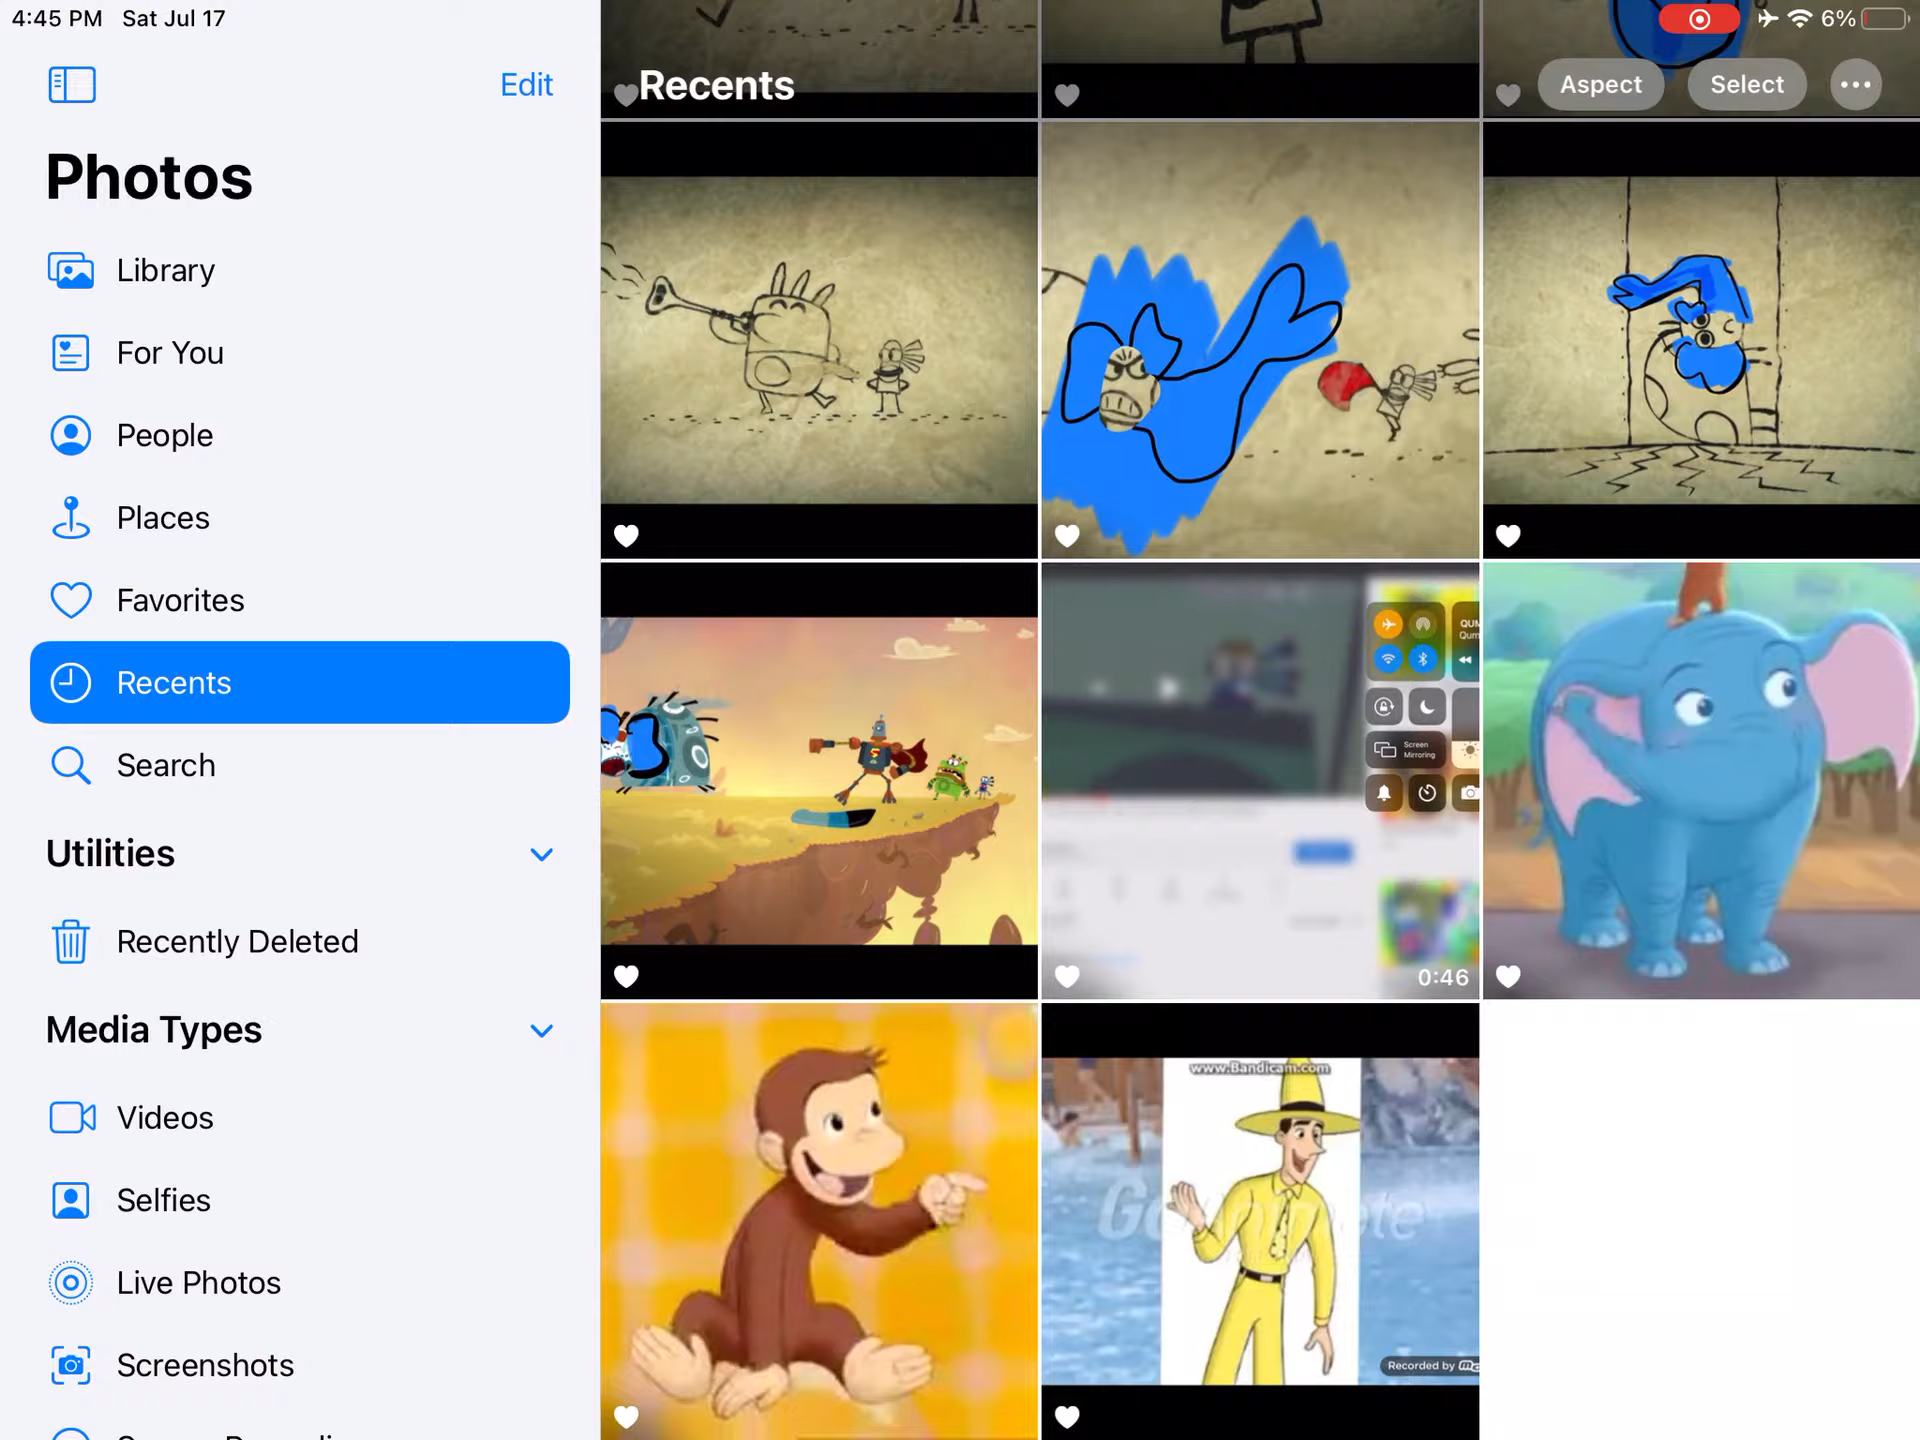 4:45 PM Sat Jul 17
6%
Edit
Recents
Aspect
Select
Photos
Library
For You
People
Places
Favorites
Recents
Search
Utilities
Recently Deleted
Media Types
Videos
Selfies
Live Photos
Screenshots
Screen Mirroring
0:46
www.Bandicam.com
GoAnimate
Recorded by